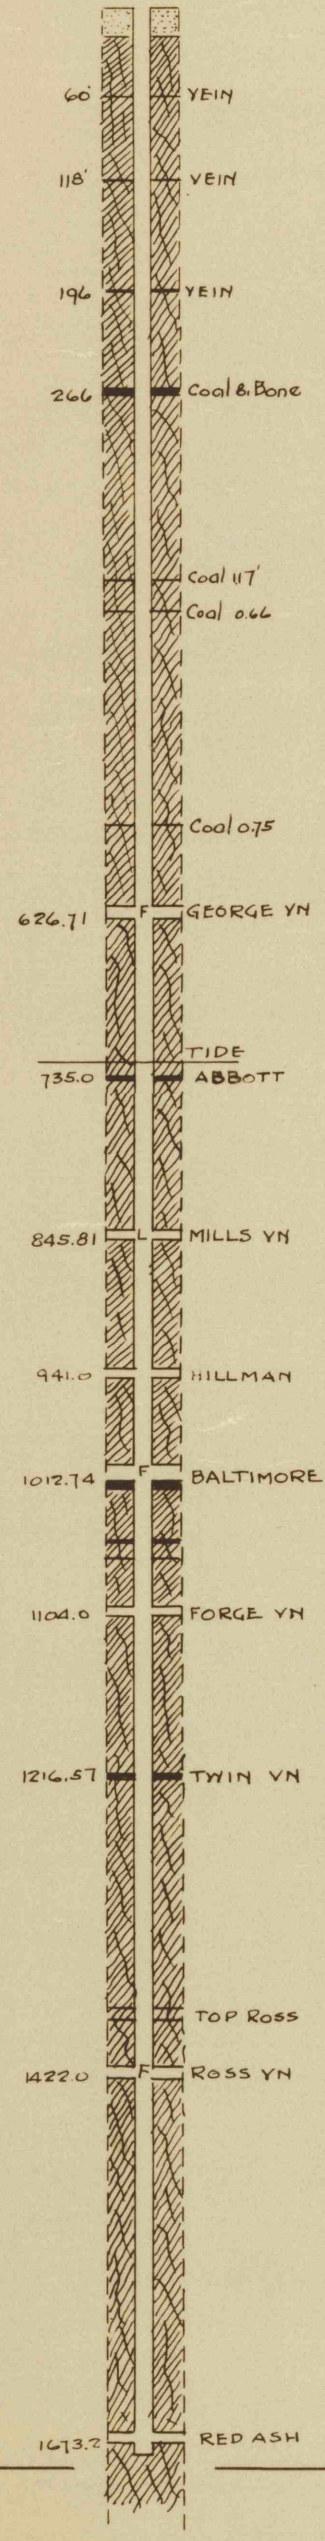 60' VEIN
118' VEIN
196 VEIN
266 Coal & Bone
Coal 1.17'
Coal 0.66
Coal 0.75
626.71 F GEORGE VN
TIDE
735.0 ABBOTT
845.81 L MILLS VN
941.0 HILLMAN
F
1012.74 BALTIMORE
1104.0 FORGE VN
1216.57 TWIN VN
TOP ROSS
1422.0 F ROSS VN
1673.2 RED ASH